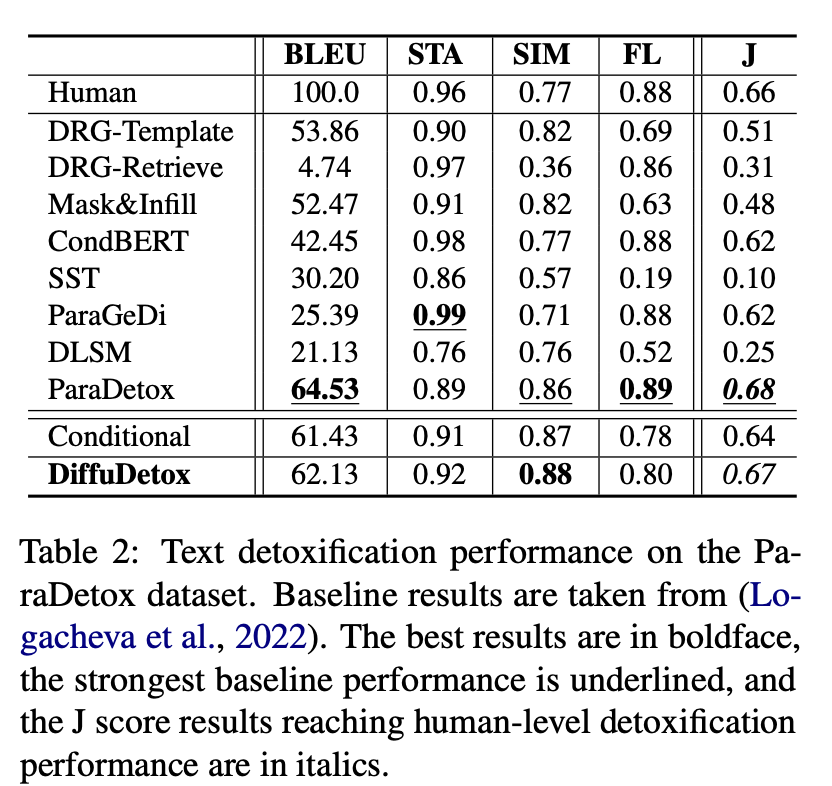 BLEU STA SIM FL J
Human 100.0 0.96 0.77 0.88 0.66
DRG-Template 53.86 0.90 0.82 0.69 0.51
DRG-Retrieve 4.74 0.97 0.36 0.86 0.31
Mask&Infill 52.47 0.91 0.82 0.63 0.48
CondBERT 42.45 0.98 0.77 0.88 0.62
SST 30.20 0.86 0.57 0.19 0.10
ParaGeDi 25.39 0.99 0.71 0.88 0.62
DLSM 21.13 0.76 0.76 0.52 0.25
ParaDetox 64.53 0.89 0.86 0.89 0.68
Conditional 61.43 0.91 0.87 0.78 0.64
DiffuDetox 62.13 0.92 0.88 0.80 0.67
Table 2: Text detoxification performance on the Pa-
raDetox dataset. Baseline results are taken from (Lo-
gacheva et al., 2022). The best results are in boldface,
the strongest baseline performance is underlined, and
the J score results reaching human-level detoxification
performance are in italics.